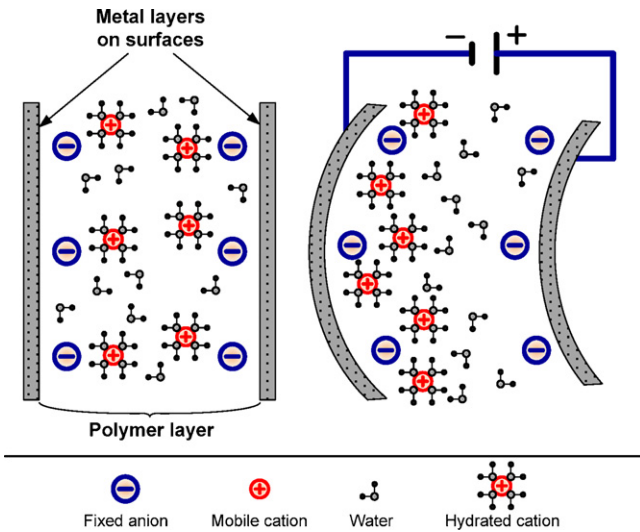 Metal layers
on surfaces
− +
Polymer layer
Fixed anion
Mobile cation
Water
Hydrated cation